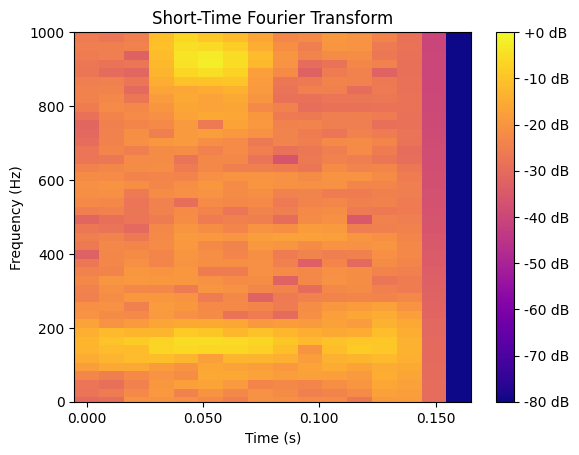 Short-Time Fourier Transform
1000
800
600
400
200
0
Frequency (Hz)
0.000
0.050
0.100
0.150
Time (s)
+0 dB
-10 dB
-20 dB
-30 dB
-40 dB
-50 dB
-60 dB
-70 dB
-80 dB